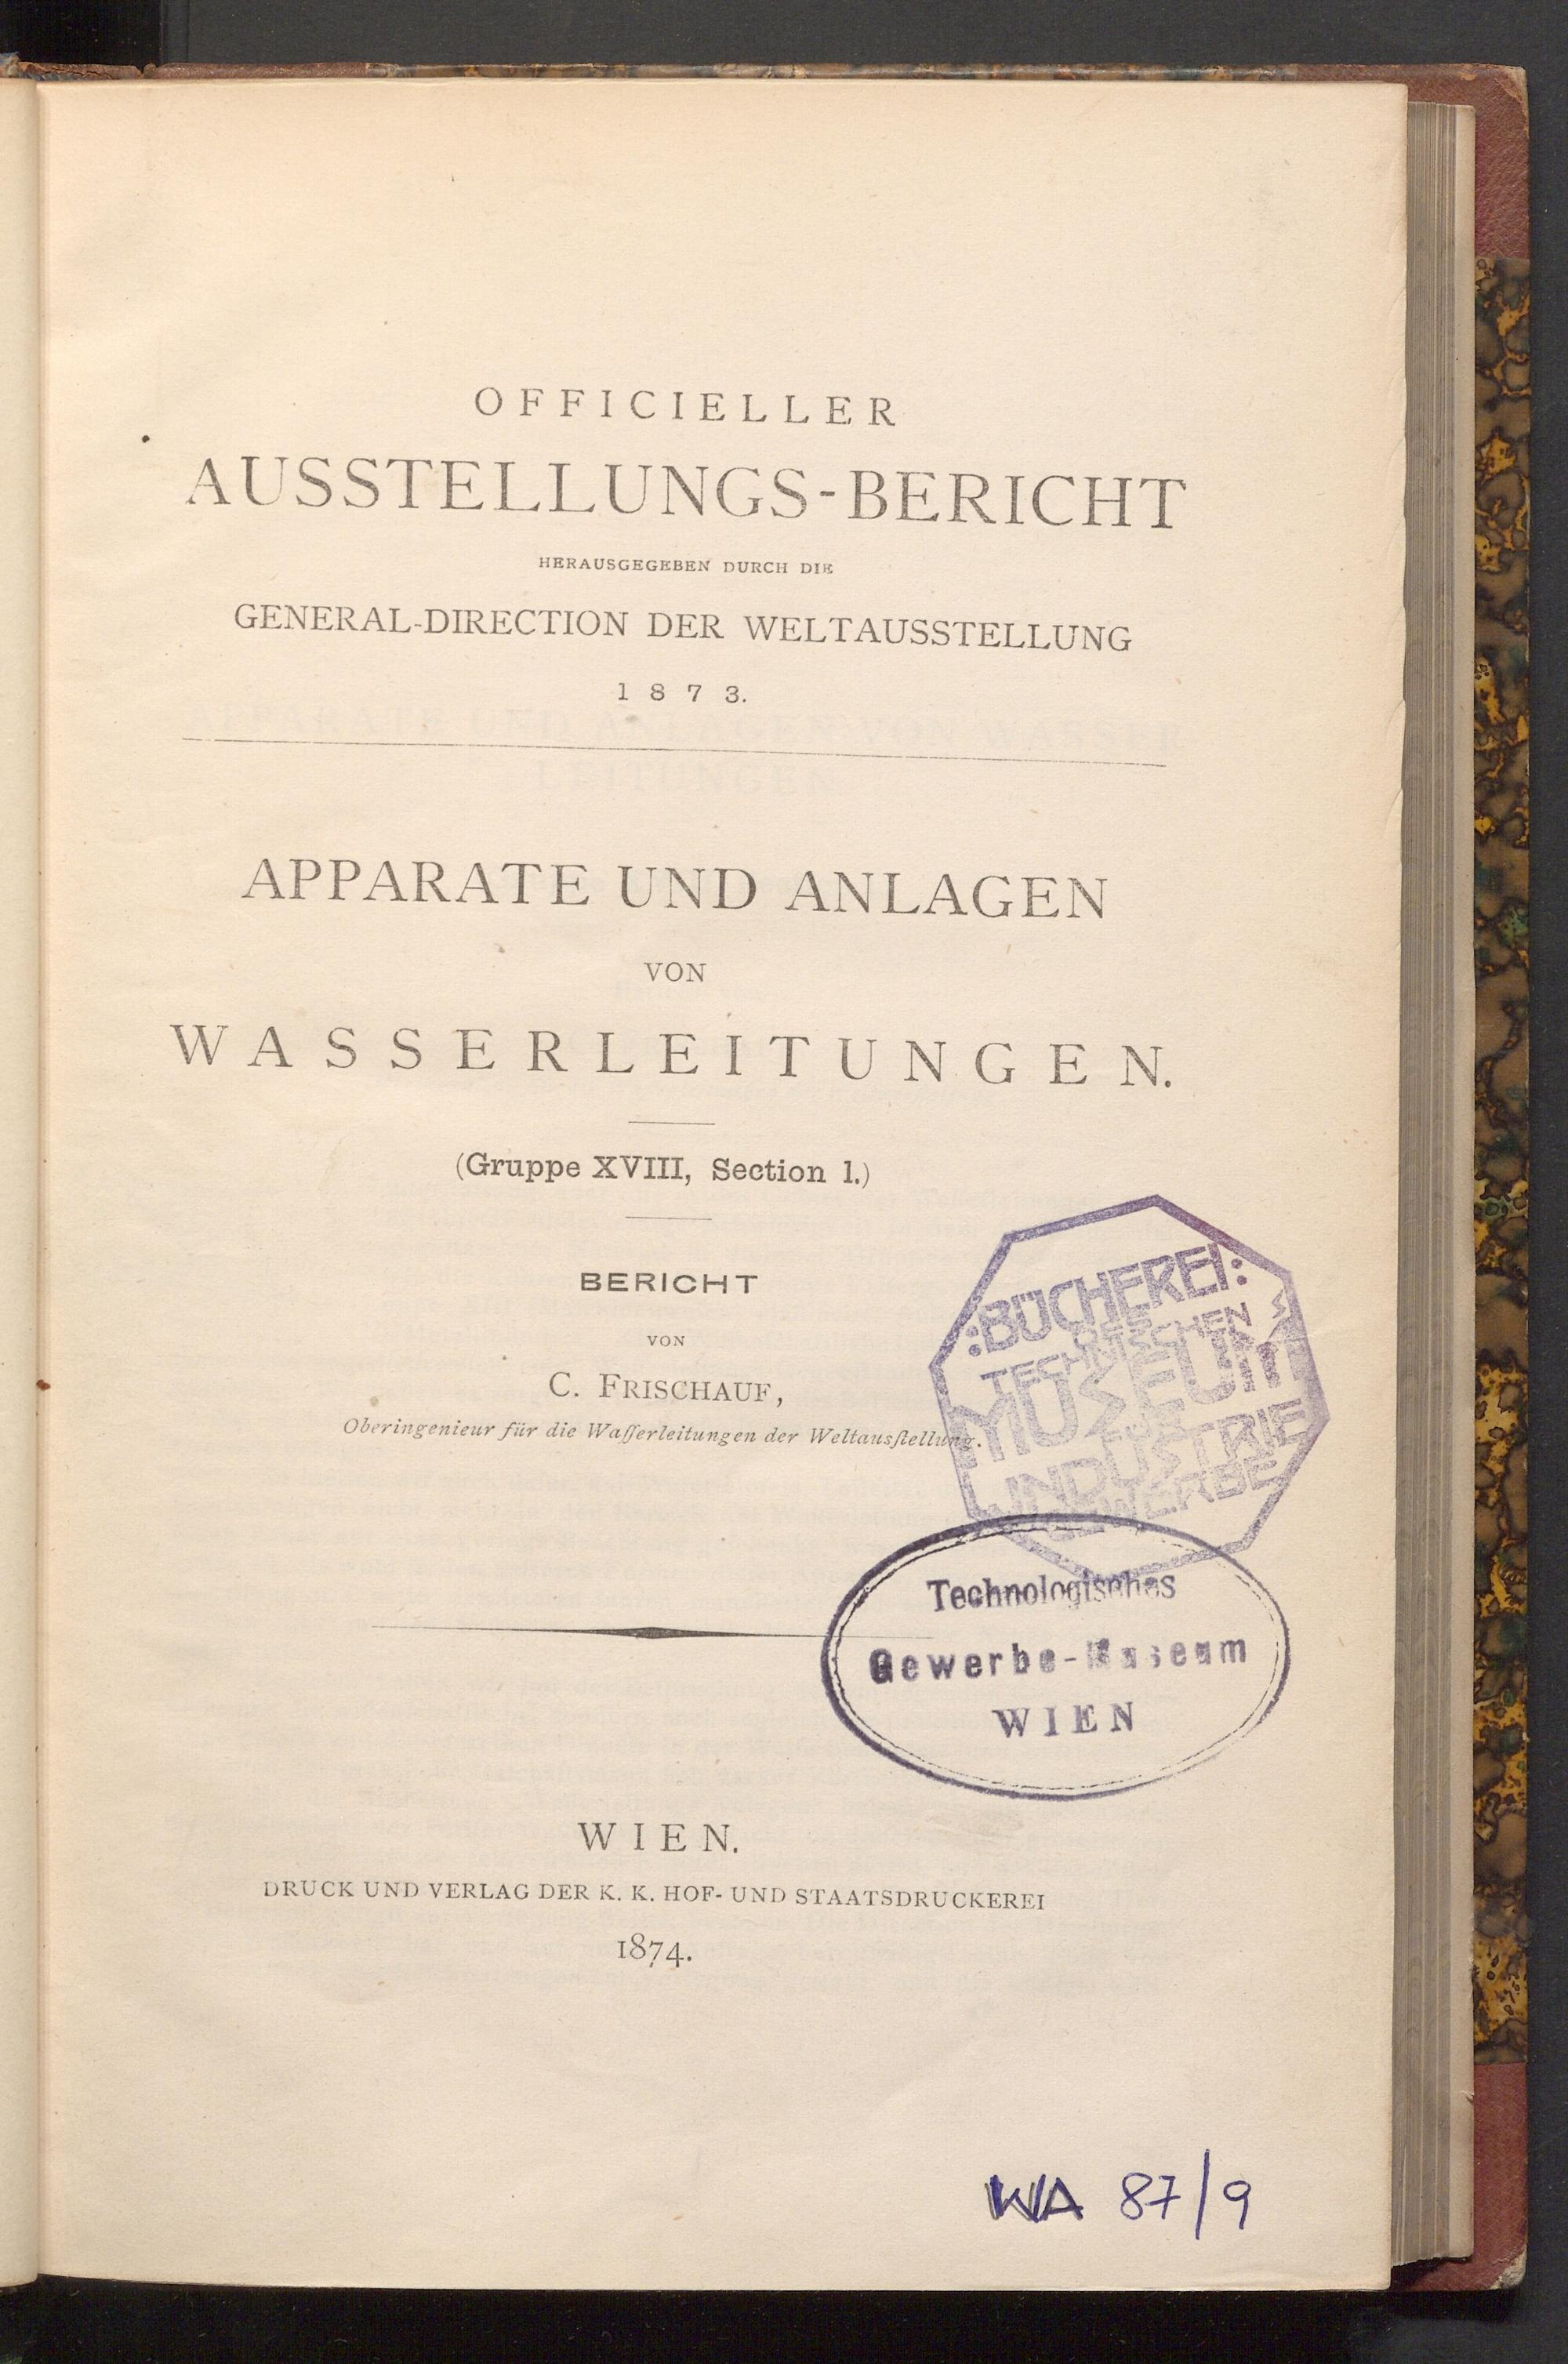 OFFICIELLER
AUSSTELLUNGS-BERICHT
HERAUSGEGEBEN DURCH DIE
GENERAL-DIRECTION DER WELTAUSSTELLUNG
1873.
APPARATE UND ANLAGEN
VON
WASSERLEITUNGEN.
(Gruppe XVIII, Section 1.)
BERICHT
VON
C. FRISCHAUF,
Oberingenieur für die Waſſerleitungen der Weltausſtellung.
:BÜCHEREI:
DES
TECHNISCHEN
MUSEUMS
INDUSTRIE
GEWERBE
Technologisches
Gewerbe-Museum
WIEN
WIEN.
DRUCK UND VERLAG DER K. K. HOF- UND STAATSDRUCKEREI
1874.
WA 87/9